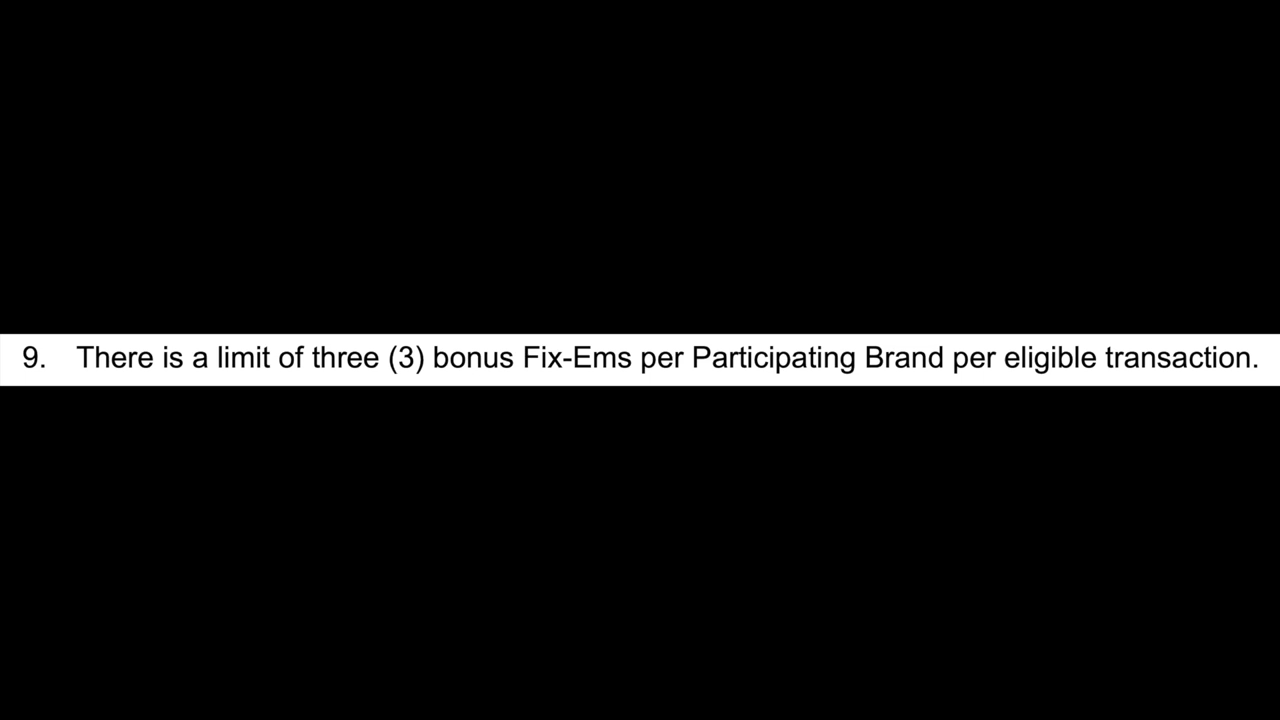 9. There is a limit of three (3) bonus Fix-Ems per Participating Brand per eligible transaction.